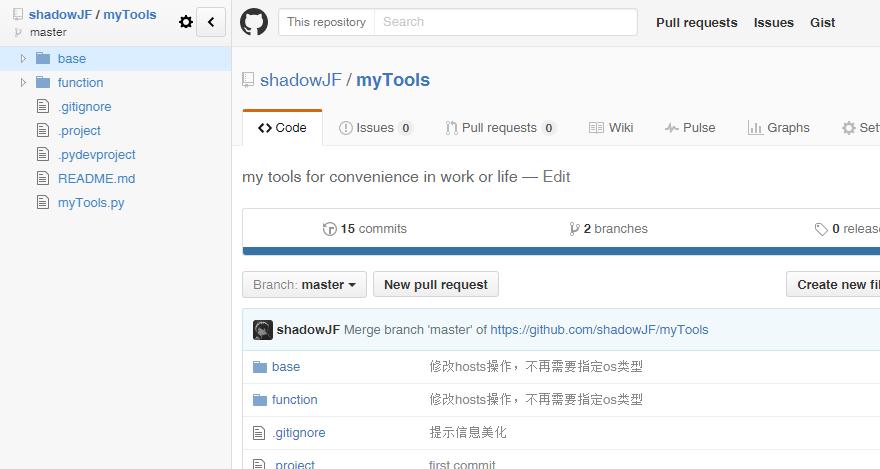 shadowJF / myTools
master
base
function
.gitignore
.project
.pydevproject
README.md
myTools.py
This repository Search Pull requests Issues Gist
shadowJF / myTools
Code Issues 0 Pull requests 0 Wiki Pulse Graphs Set
my tools for convenience in work or life — Edit
15 commits 2 branches 0 releas
Branch: master New pull request Create new fil
shadowJF Merge branch 'master' of https://github.com/shadowJF/myTools
base 修改hosts操作，不再需要指定os类型
function 修改hosts操作，不再需要指定os类型
.gitignore 提示信息美化
.project first commit